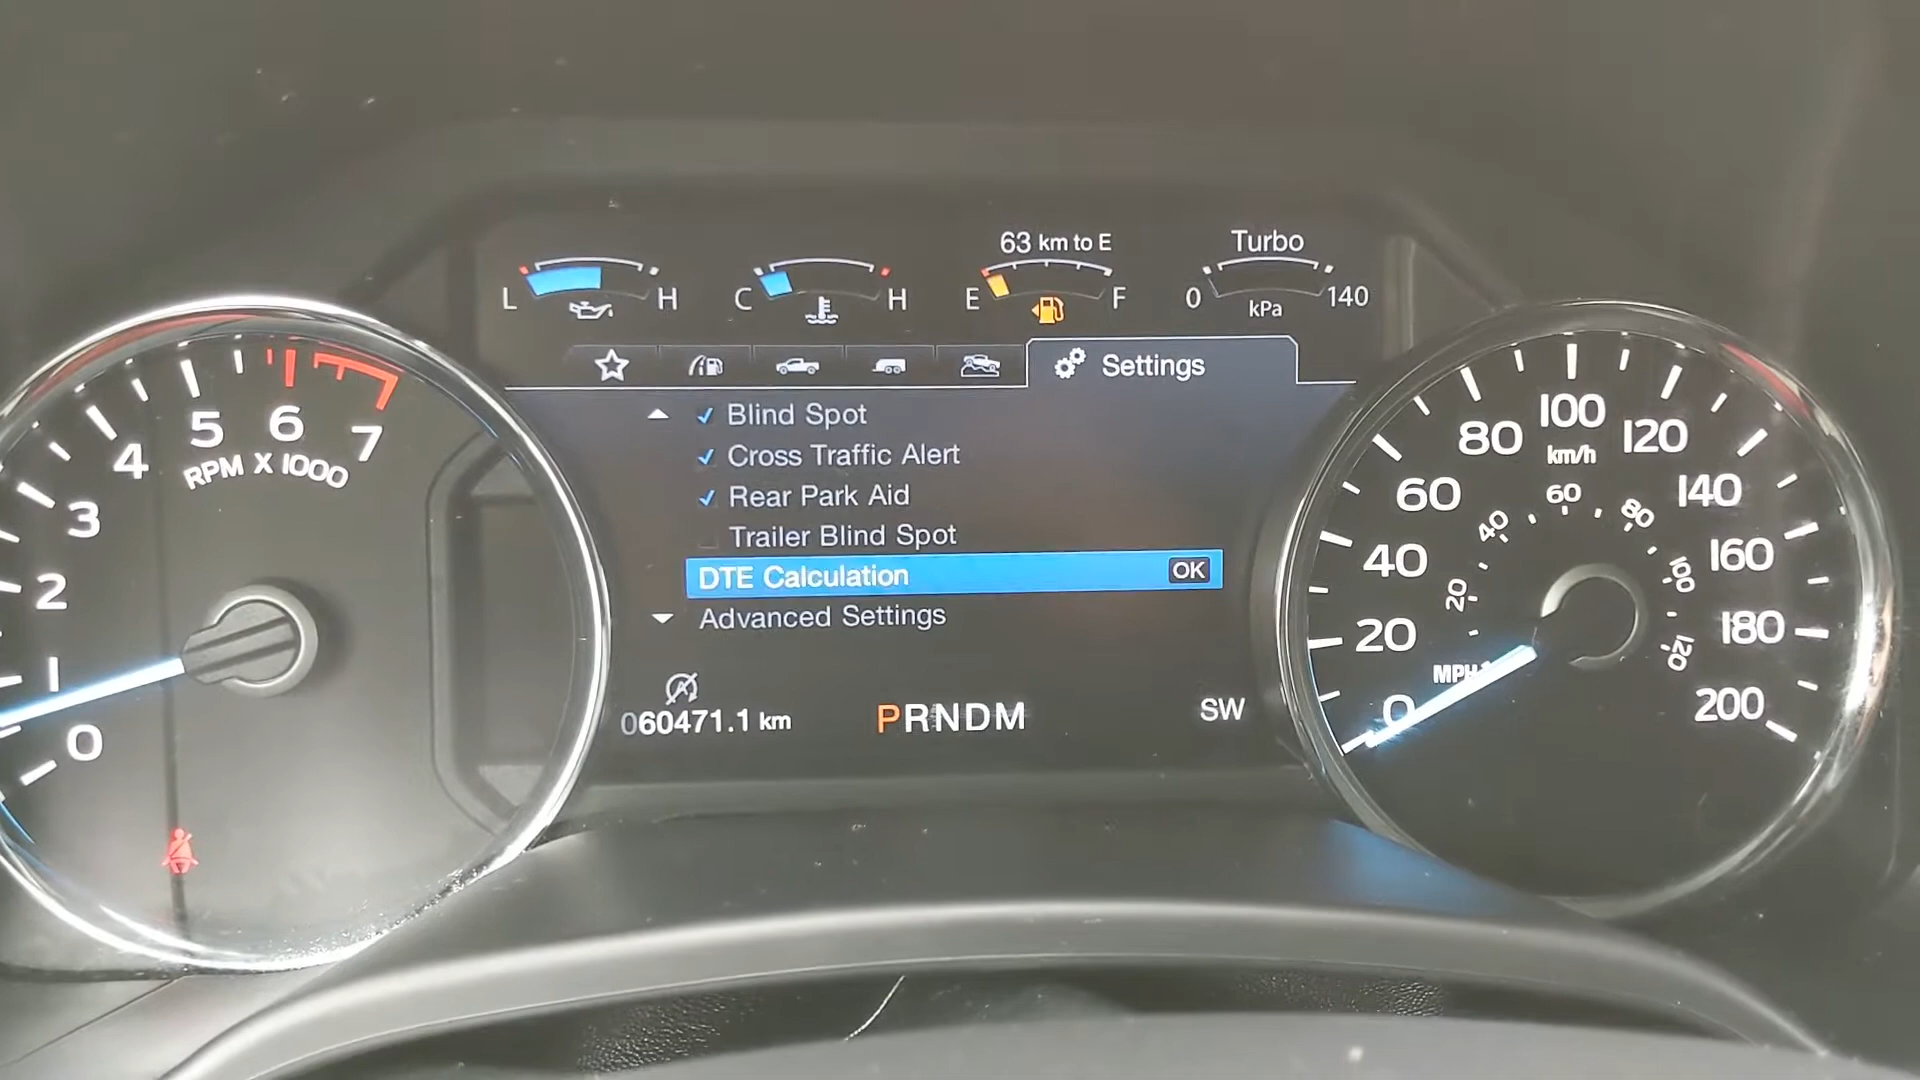 63 km to E
Turbo
L H
C H
E F
0 140
kPa
Settings
Blind Spot
Cross Traffic Alert
Rear Park Aid
Trailer Blind Spot
DTE Calculation OK
Advanced Settings
060471.1 km
PRNDM
SW
0 1 2 3 4 5 6 7
RPM X 1000
0 20 40 60 80 100 120 140 160 180 200
km/h
20 40 60 80 100 120
MPH